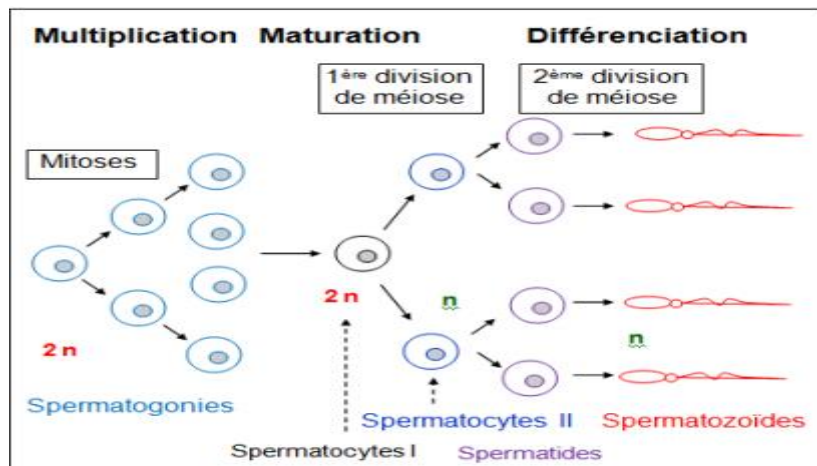 Multiplication Maturation Différenciation
1ère division de méiose
2ème division de méiose
Mitoses
2 n
2 n
n
n
Spermatogonies
Spermatocytes II
Spermatozoïdes
Spermatocytes I
Spermatides